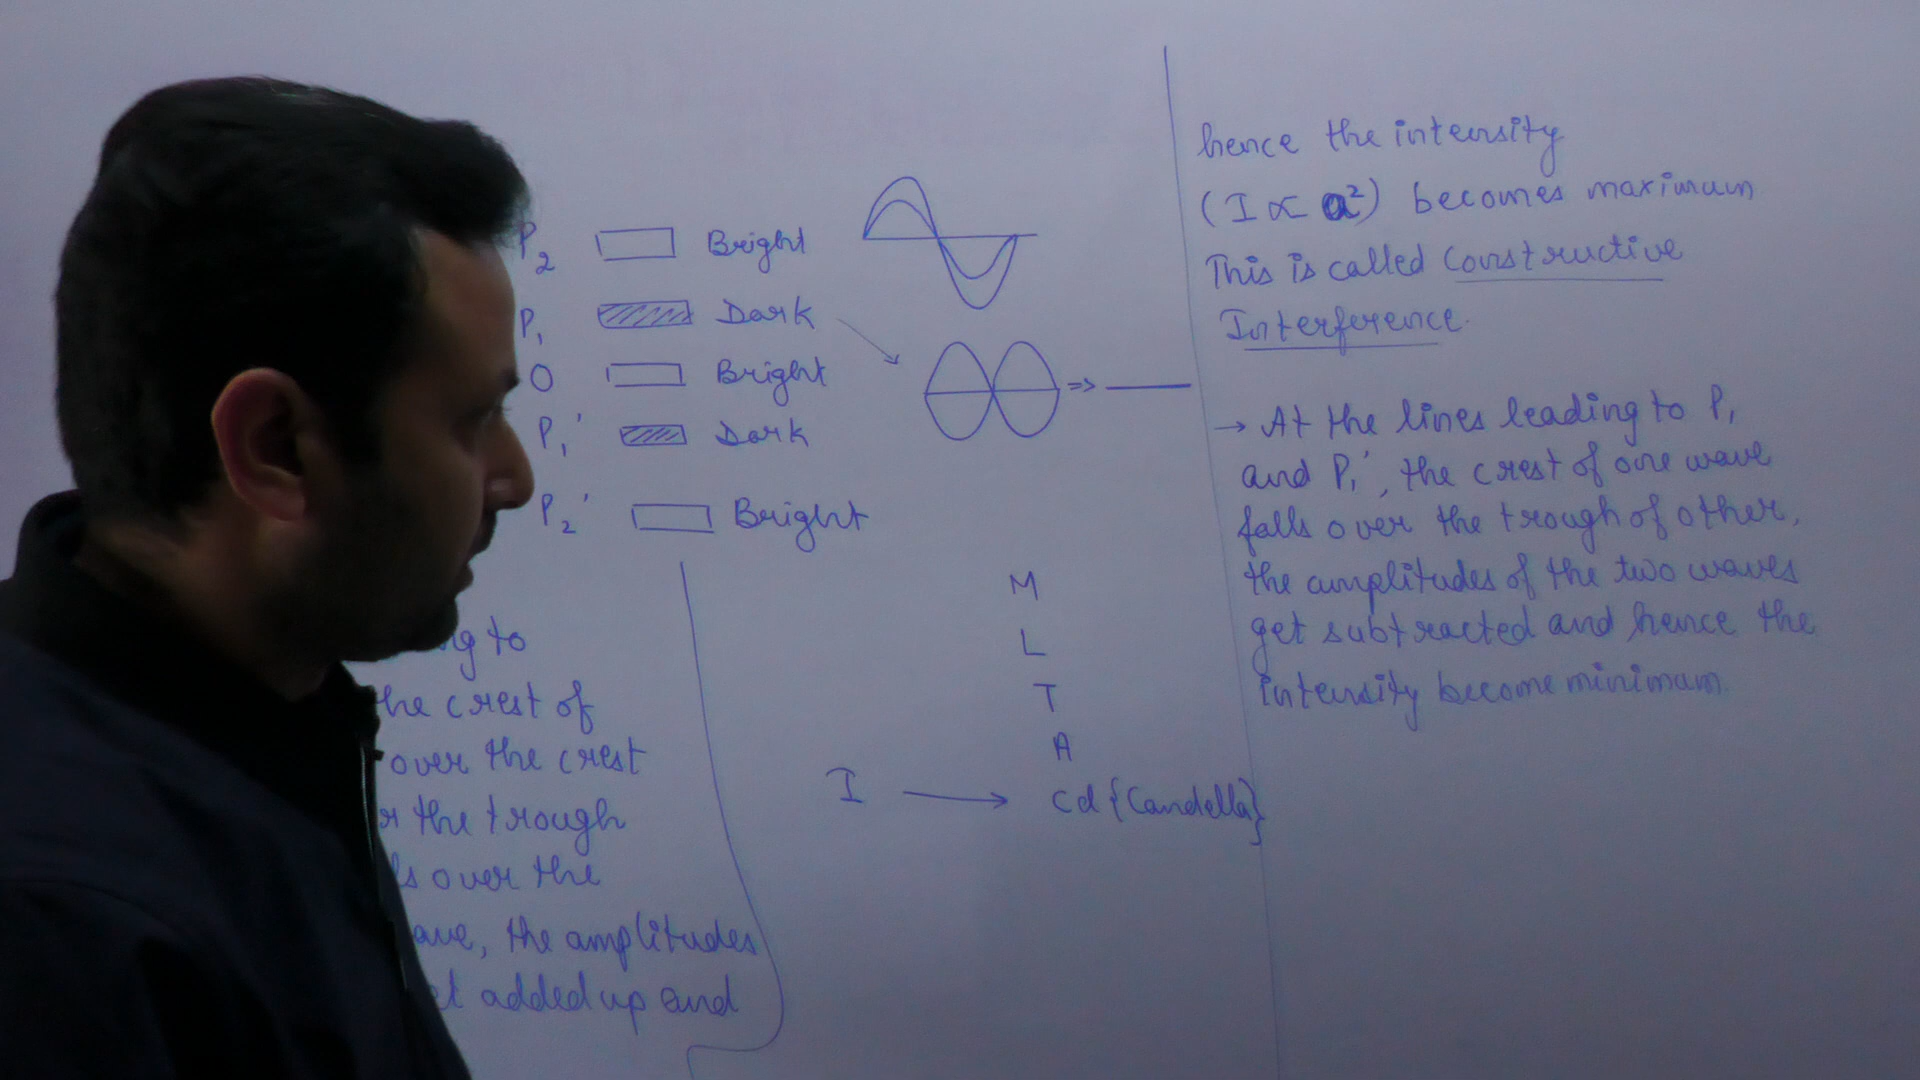 P2 Bright
P1 Dark
O Bright
P1' Dark
P2' Bright
=>
to
the crest of
over the crest
the trough
over the
the amplitudes
added up and
M
L
T
A
I → cd {Candella}
hence the intensity
(I ∝ a²) becomes maximum
This is called Constructive
Interference.
→ At the lines leading to P1
and P1', the crest of one wave
falls over the trough of other,
the amplitudes of the two waves
get subtracted and hence the
intensity become minimum.